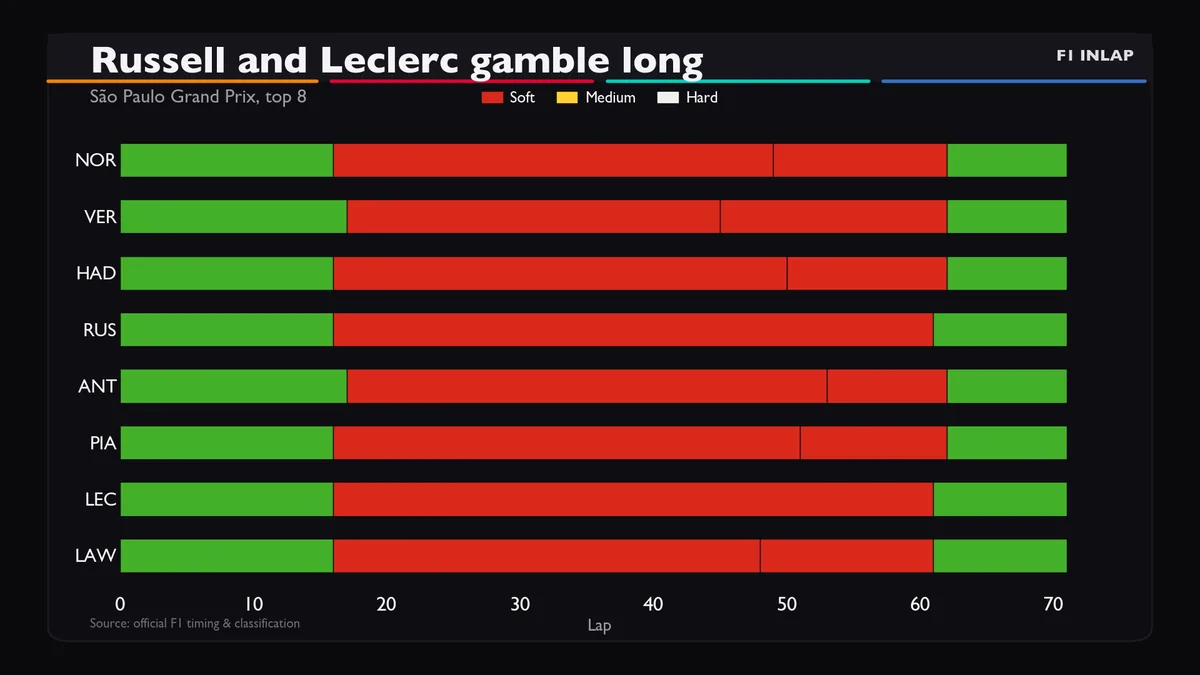 Russell and Leclerc gamble long
F1 INLAP
São Paulo Grand Prix, top 8
Soft Medium Hard
NOR
VER
HAD
RUS
ANT
PIA
LEC
LAW
0 10 20 30 40 50 60 70
Source: official F1 timing & classification
Lap